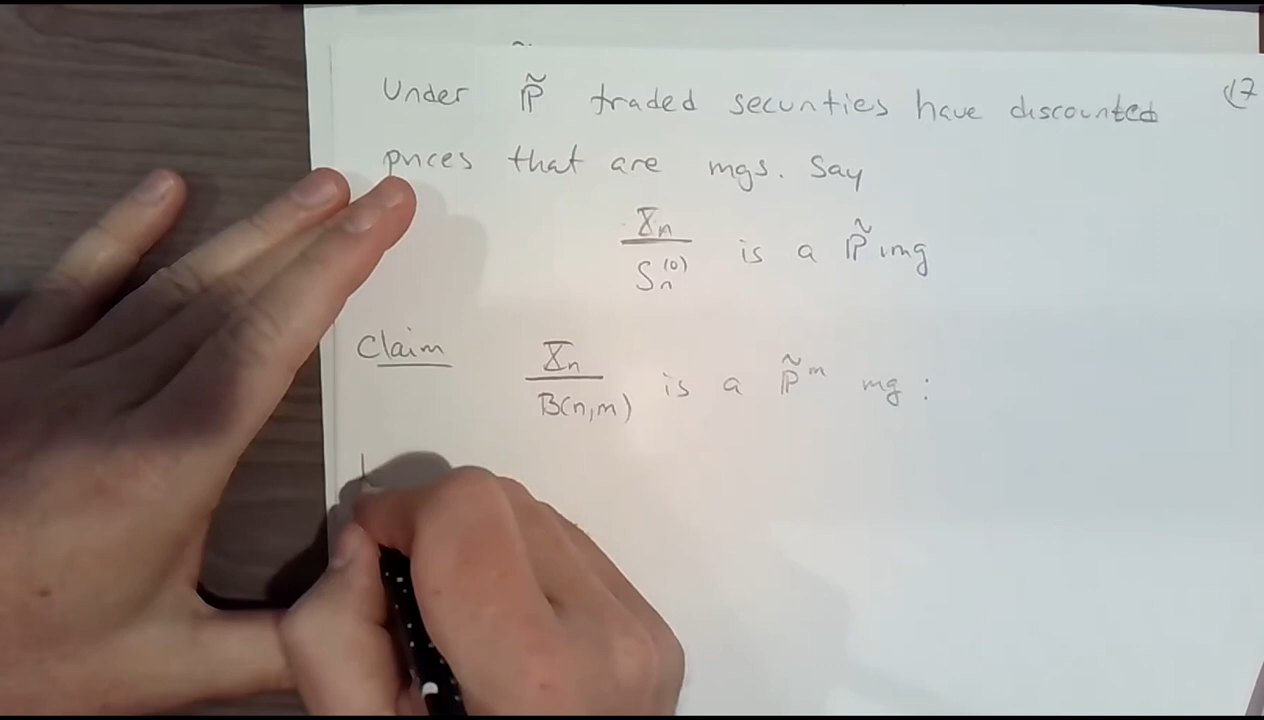 Under P̃ traded securities have discounted (17
prices that are mgs. Say
X_n / S_n^(0) is a P̃ mg
Claim X_n / B(n,m) is a P̃^m mg :